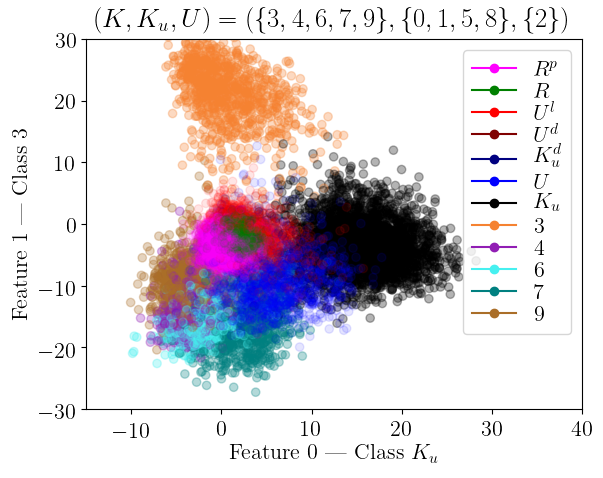 (K, K_u, U) = ({3, 4, 6, 7, 9}, {0, 1, 5, 8}, {2})
30
20
10
0
−10
−20
−30
Feature 1 — Class 3
−10
0
10
20
30
40
Feature 0 — Class K_u
R^p
R
U^l
U^d
K_u^d
U
K_u
3
4
6
7
9